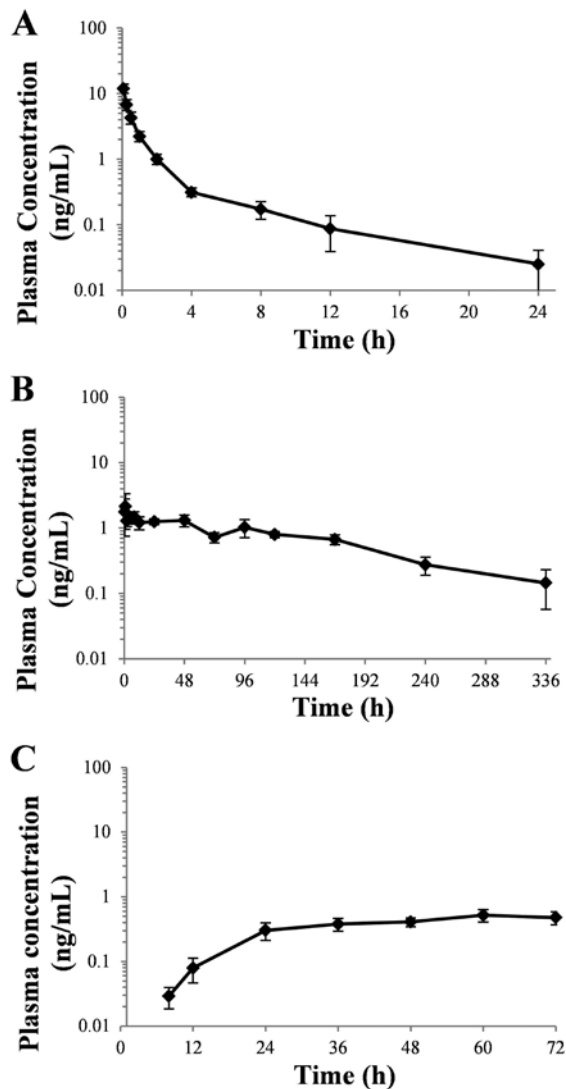 A
Plasma Concentration
(ng/mL)
100
10
1
0.1
0.01
0 4 8 12 16 20 24
Time (h)
B
Plasma Concentration
(ng/mL)
100
10
1
0.1
0.01
0 48 96 144 192 240 288 336
Time (h)
C
Plasma concentration
(ng/mL)
100
10
1
0.1
0.01
0 12 24 36 48 60 72
Time (h)